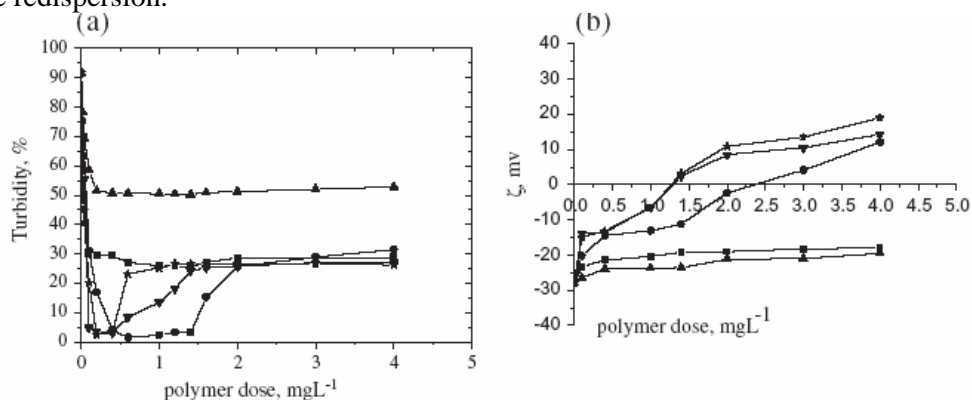 e redispersion.
(a)
(b)
100
90
80
70
60
50
40
30
20
10
0
Turbidity, %
0 1 2 3 4 5
polymer dose, mgL-1
40
30
20
10
0
-10
-20
-30
-40
ζ, mv
0.0 0.5 1.0 1.5 2.0 2.5 3.0 3.5 4.0 4.5 5.0
polymer dose, mgL-1